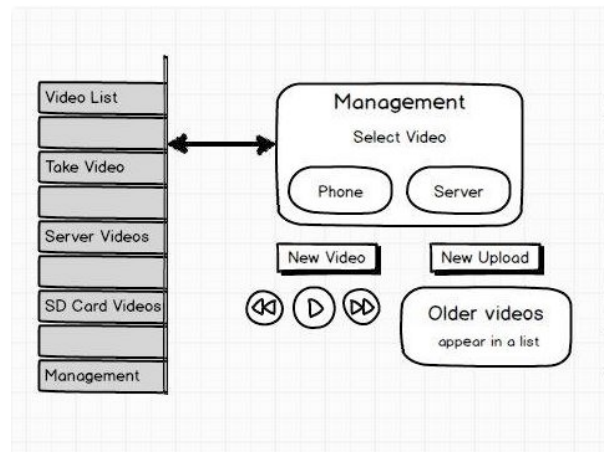 Video List
Take Video
Server Videos
SD Card Videos
Management
Management
Select Video
Phone
Server
New Video
New Upload
Older videos
appear in a list